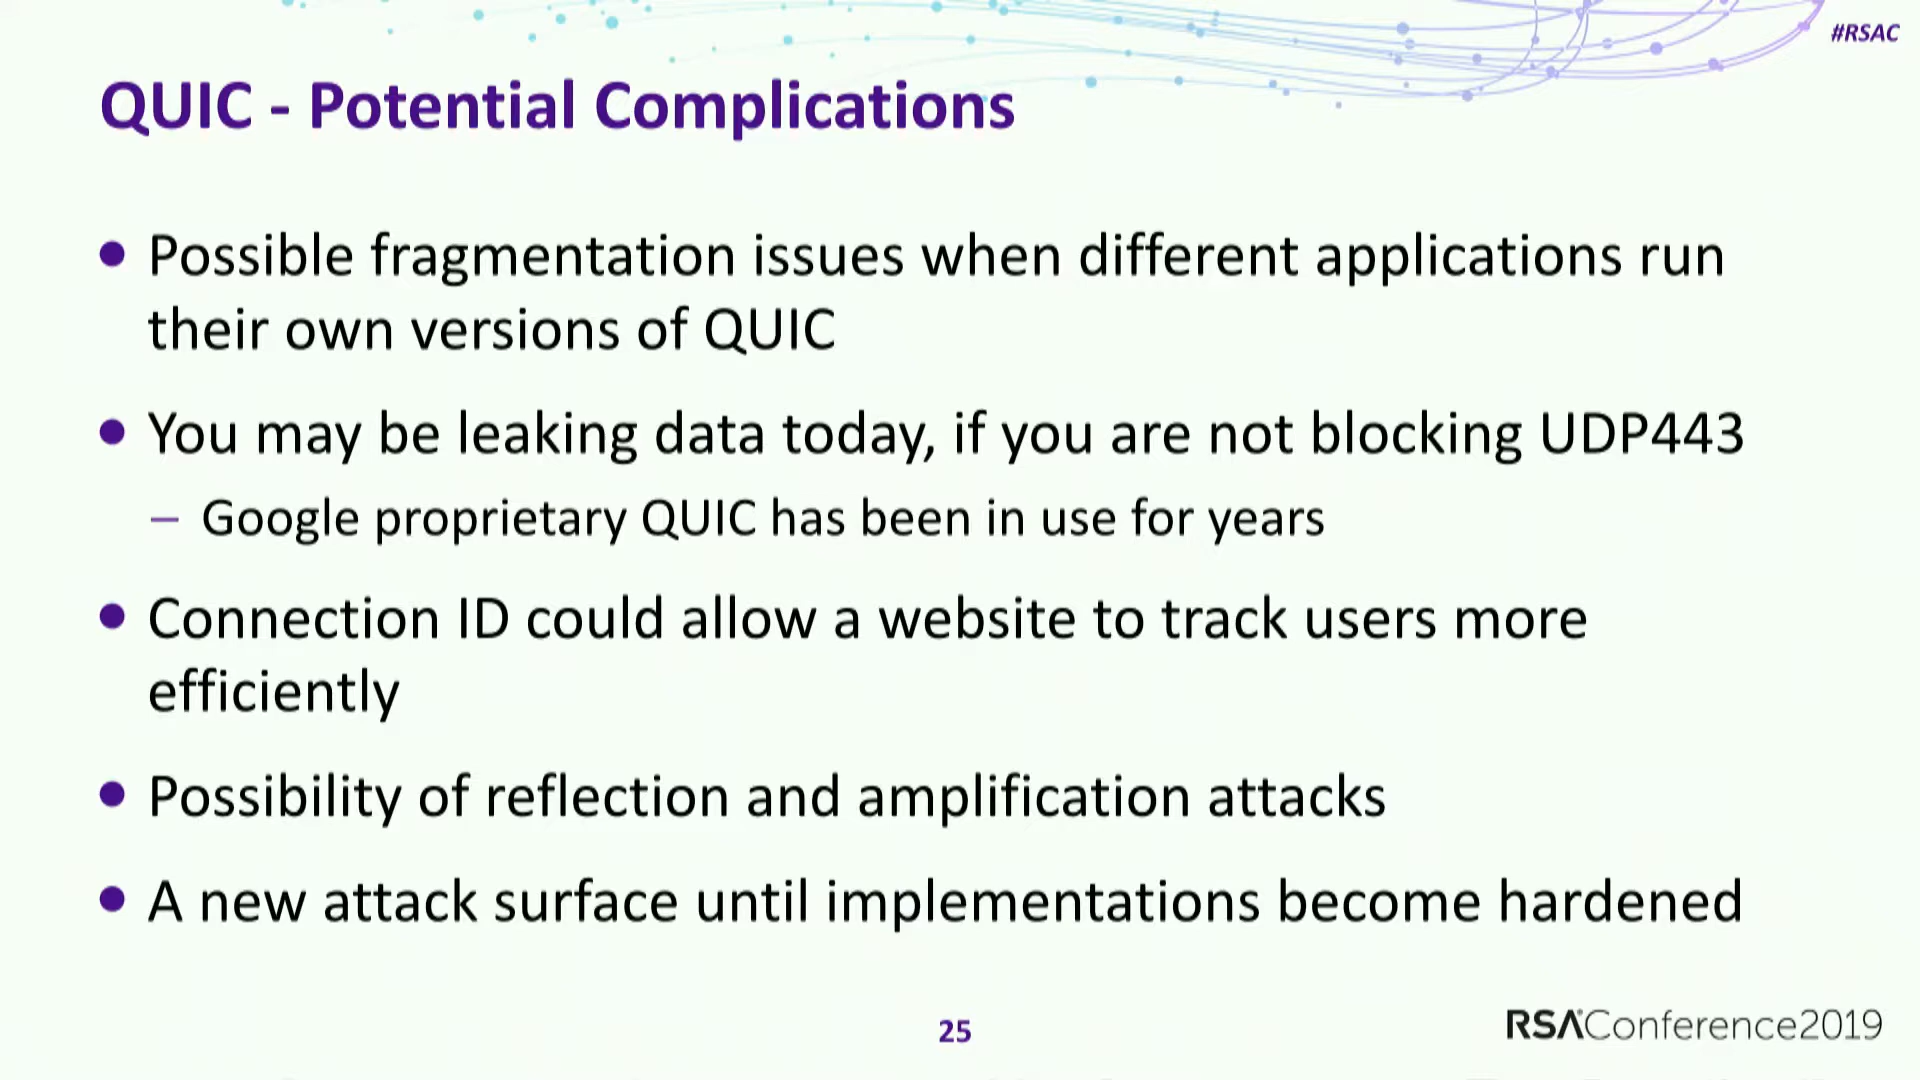 #RSAC
QUIC - Potential Complications
• Possible fragmentation issues when different applications run
their own versions of QUIC
• You may be leaking data today, if you are not blocking UDP443
– Google proprietary QUIC has been in use for years
• Connection ID could allow a website to track users more
efficiently
• Possibility of reflection and amplification attacks
• A new attack surface until implementations become hardened
25
RSAConference2019